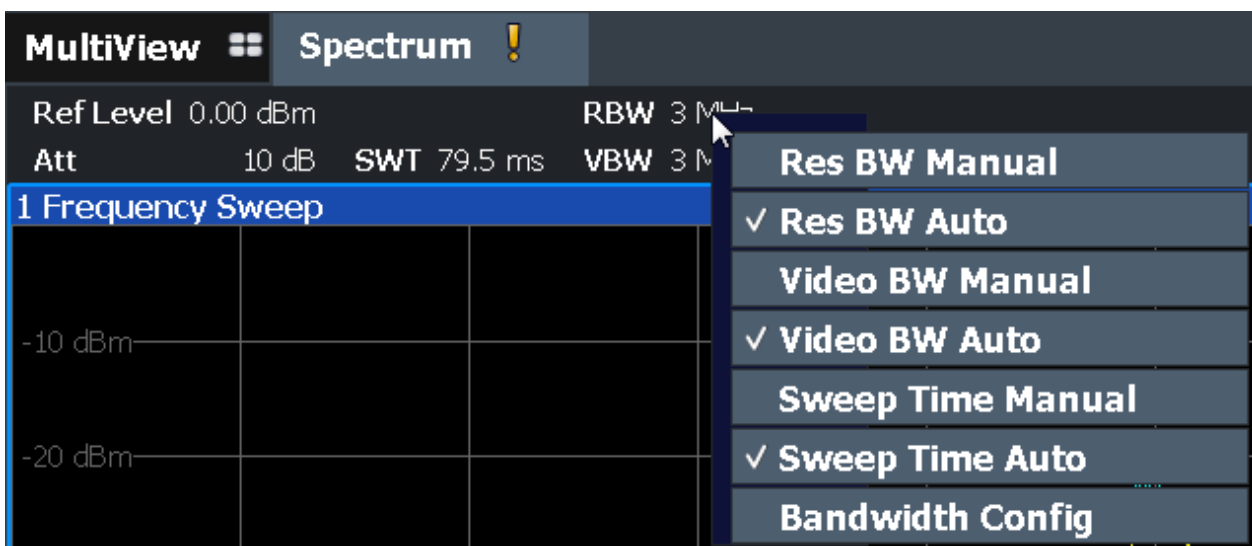 MultiView Spectrum !
Ref Level 0.00 dBm RBW 3 MHz
Att 10 dB SWT 79.5 ms VBW 3 M
1 Frequency Sweep
-10 dBm
-20 dBm
Res BW Manual
✓ Res BW Auto
Video BW Manual
✓ Video BW Auto
Sweep Time Manual
✓ Sweep Time Auto
Bandwidth Config